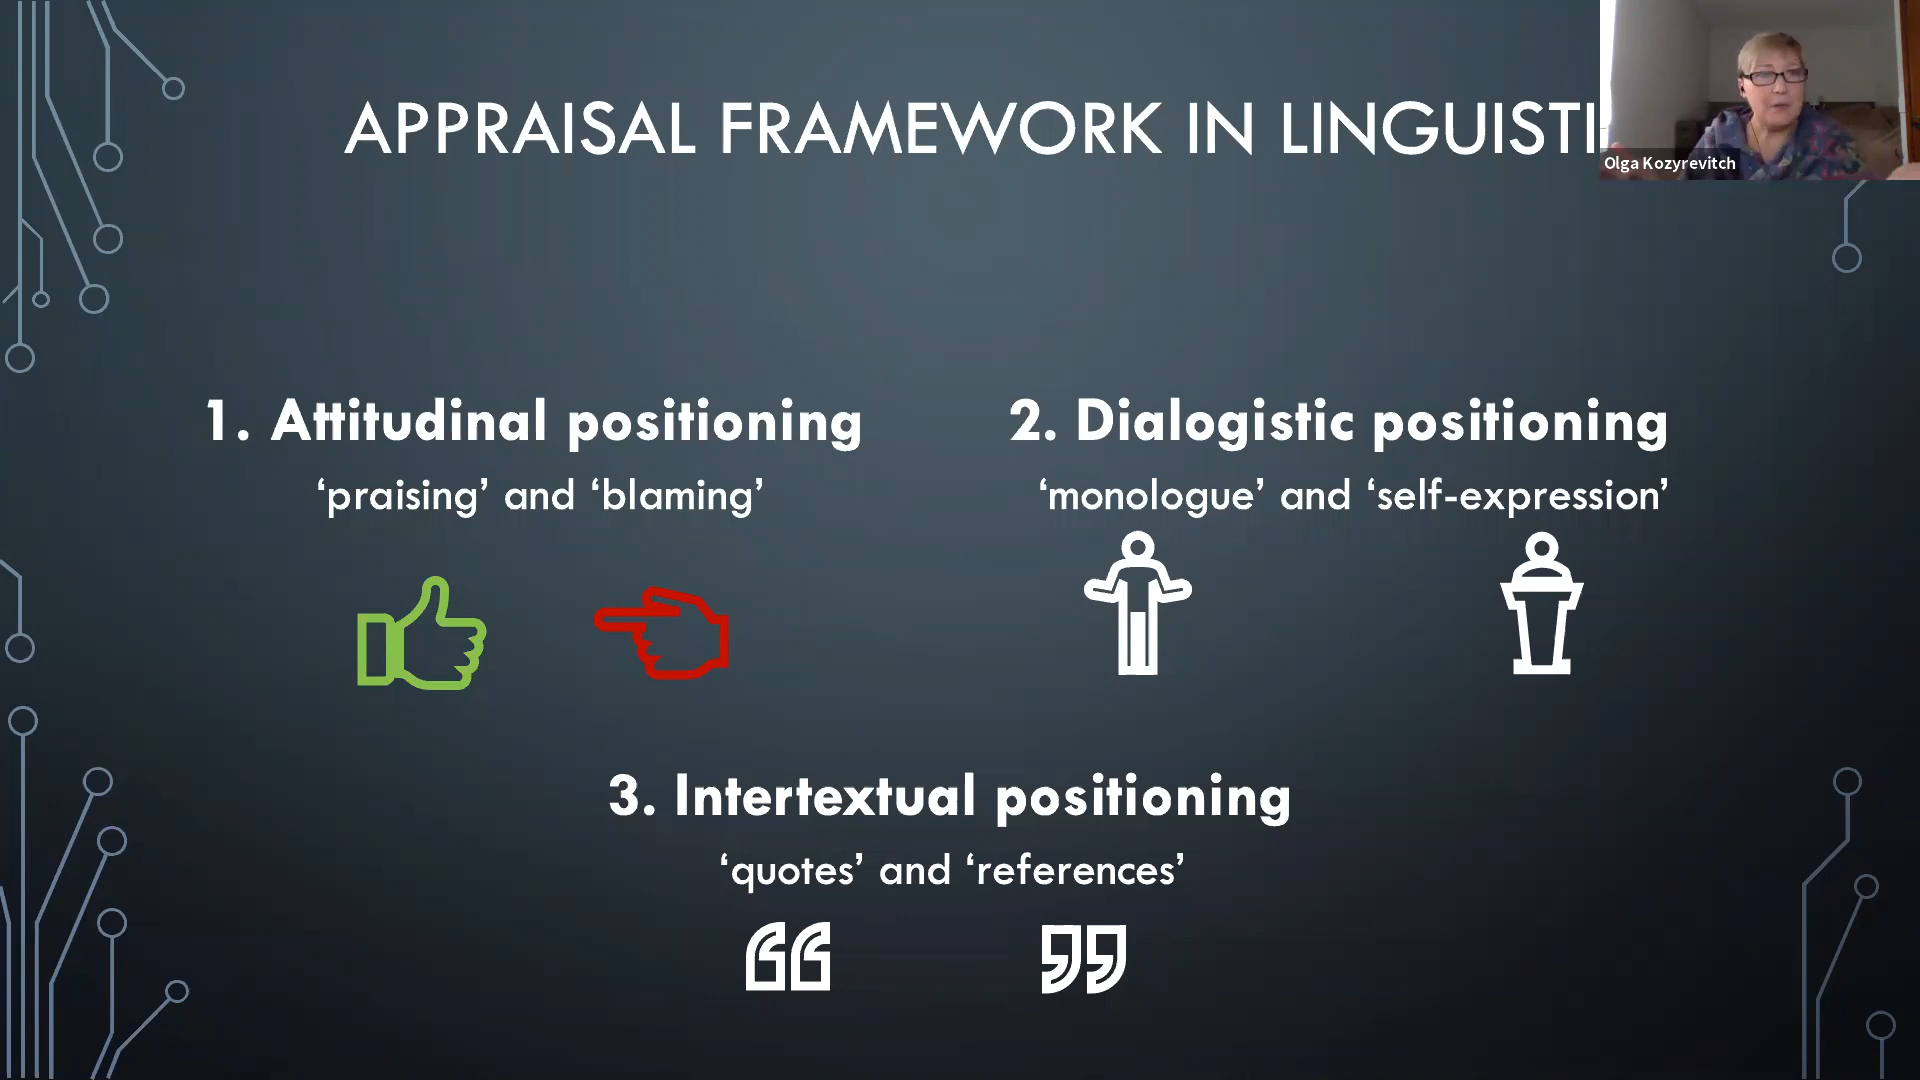 APPRAISAL FRAMEWORK IN LINGUISTI
Olga Kozyrevitch
1. Attitudinal positioning
‘praising’ and ‘blaming’
2. Dialogistic positioning
‘monologue’ and ‘self-expression’
3. Intertextual positioning
‘quotes’ and ‘references’